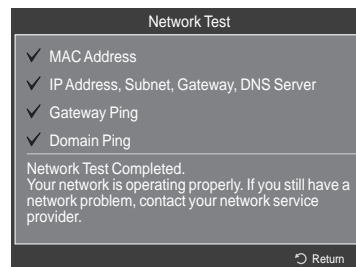 Network Test
MAC Address
IP Address, Subnet, Gateway, DNS Server
Gateway Ping
Domain Ping
Network Test Completed.
Your network is operating properly. If you still have a
network problem, contact your network service
provider.
Return